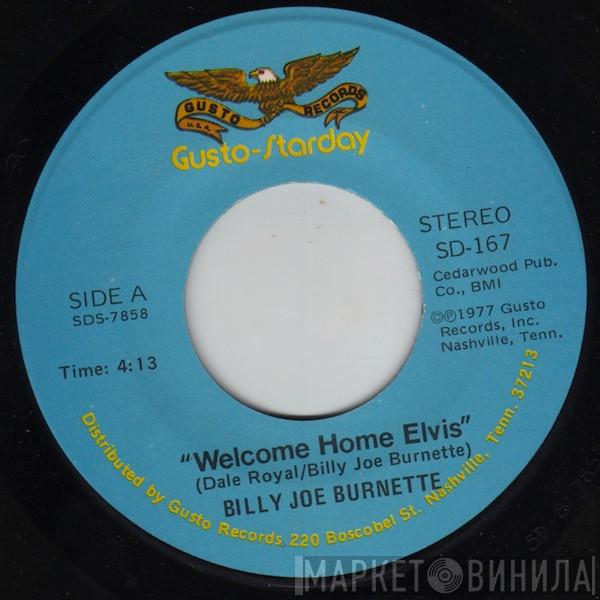 GUSTO RECORDS
U.S.A.
Gusto-Starday
STEREO
SD-167
Cedarwood Pub.
Co., BMI
©Ⓟ1977 Gusto
Records, Inc.
Nashville, Tenn.
SIDE A
SDS-7858
Time: 4:13
"Welcome Home Elvis"
(Dale Royal/Billy Joe Burnette)
BILLY JOE BURNETTE
Distributed by Gusto Records, 220 Boscobel St. Nashville, Tenn. 37213
МАРКЕТ ВИНИЛА